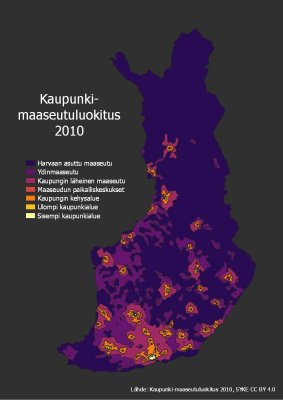 Kaupunki-
maaseutuluokitus
2010
Harvaan asuttu maaseutu
Ydinmaaseutu
Kaupungin läheinen maaseutu
Maaseudun paikalliskeskukset
Kaupungin kehysalue
Ulompi kaupunkialue
Sisempi kaupunkialue
Lähde: Kaupunki-maaseutuluokitus 2010, SYKE CC BY 4.0